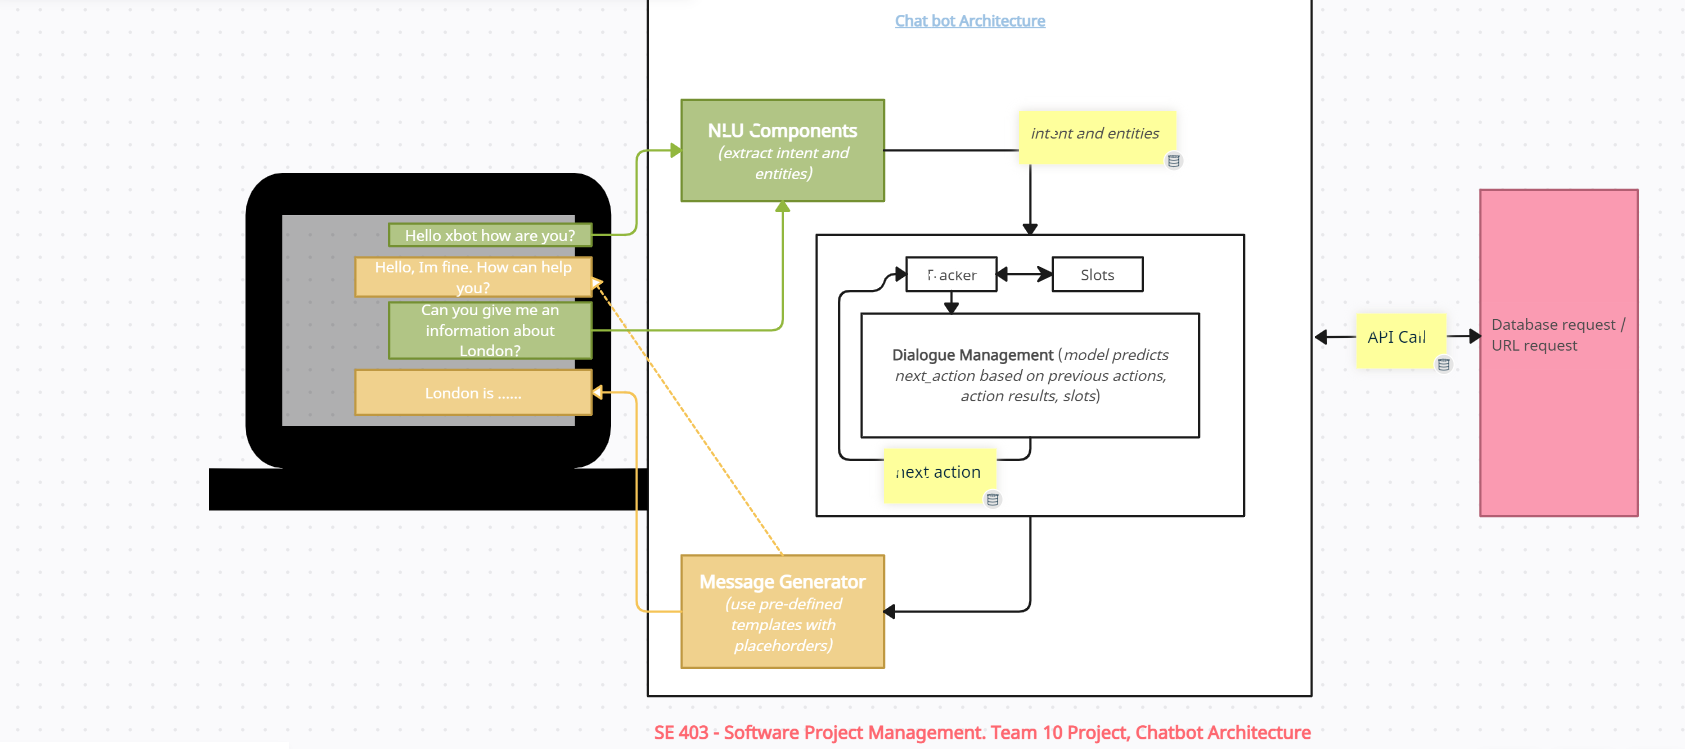 Chat bot Architecture
NLU Components
(extract intent and
entities)
intent and entities
Hello xbot how are you?
Hello, Im fine. How can help
you?
Can you give me an
information about
London?
London is ......
Tracker
Slots
Dialogue Management (model predicts
next_action based on previous actions,
action results, slots)
next action
API Call
Database request /
URL request
Message Generator
(use pre-defined
templates with
placehorders)
SE 403 - Software Project Management. Team 10 Project, Chatbot Architecture